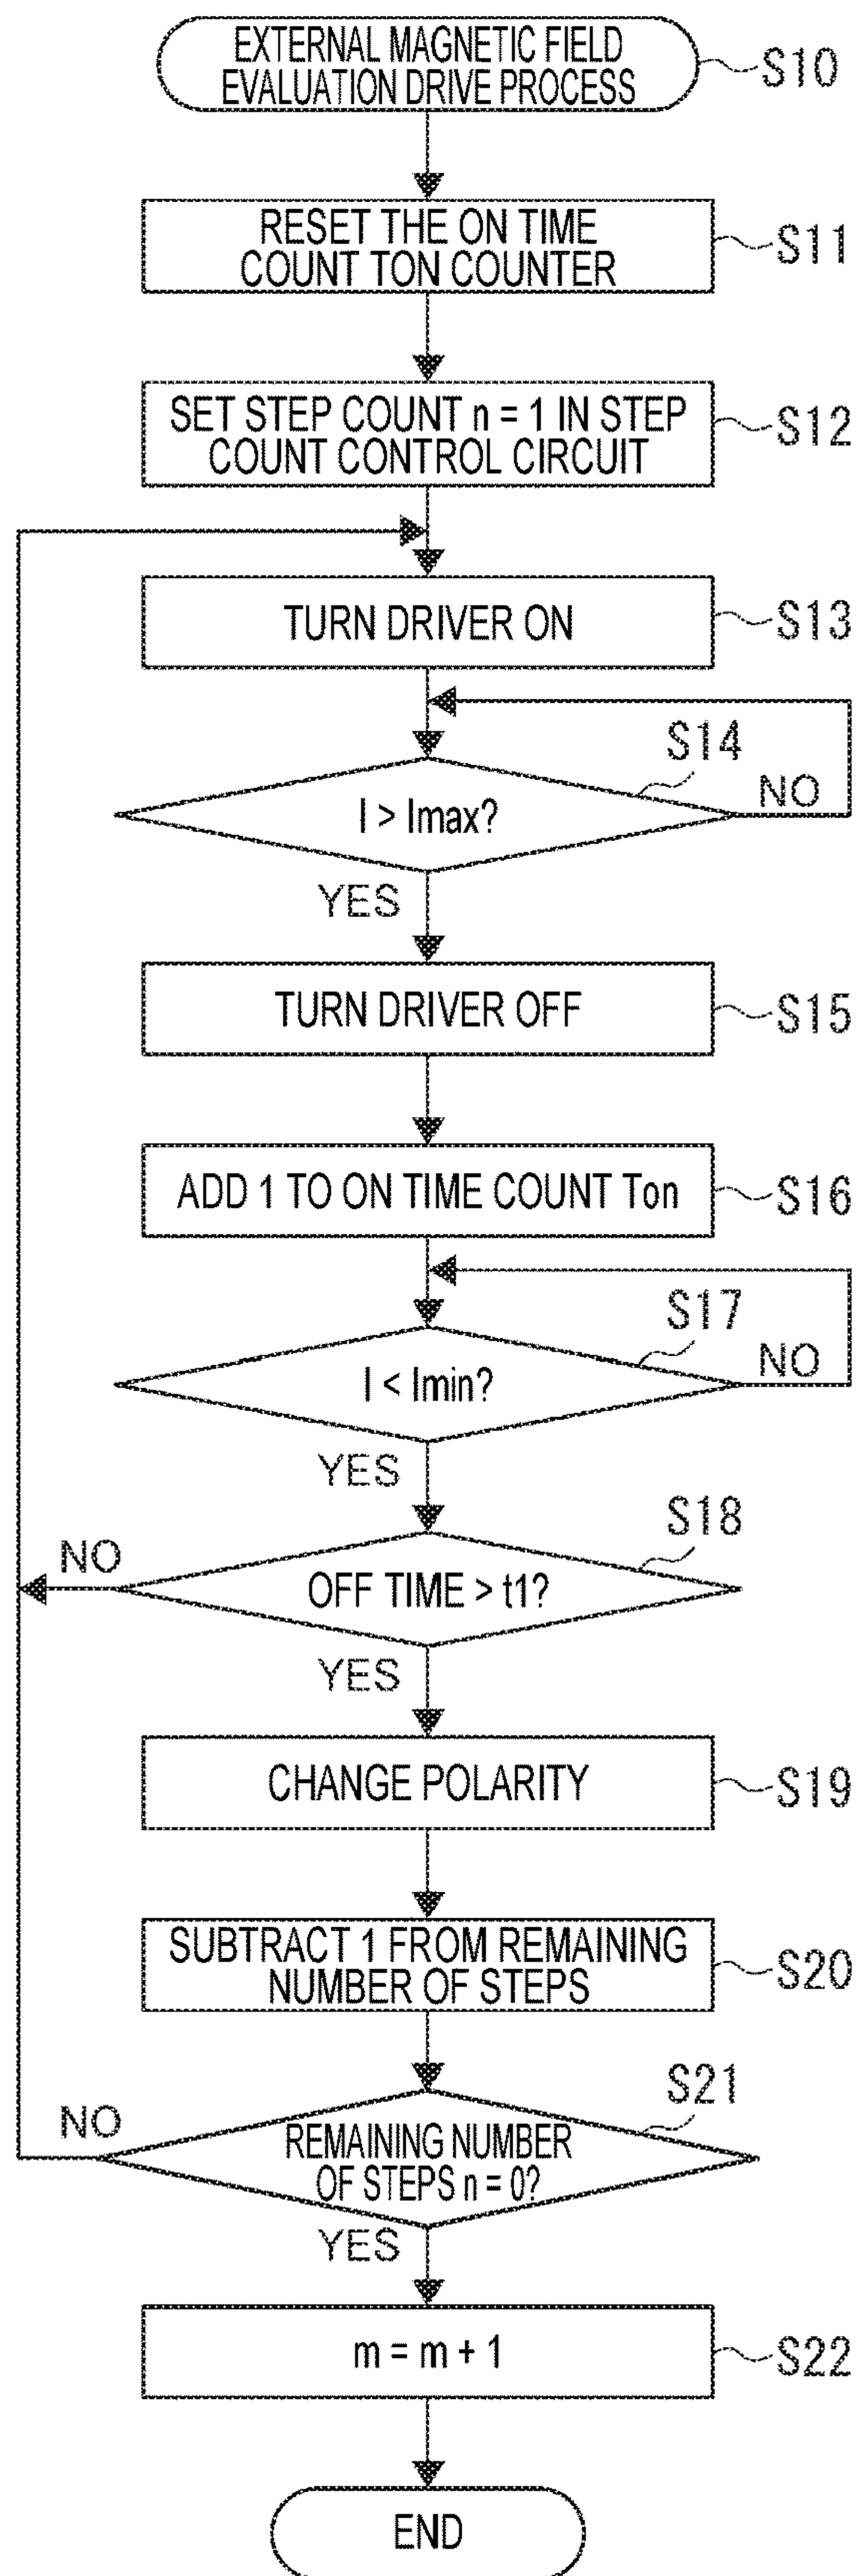 EXTERNAL MAGNETIC FIELD
EVALUATION DRIVE PROCESS
S10
RESET THE ON TIME
COUNT TON COUNTER
S11
SET STEP COUNT n = 1 IN STEP
COUNT CONTROL CIRCUIT
S12
TURN DRIVER ON
S13
S14
I > Imax?
NO
YES
TURN DRIVER OFF
S15
ADD 1 TO ON TIME COUNT Ton
S16
S17
I < Imin?
NO
YES
S18
NO
OFF TIME > t1?
YES
CHANGE POLARITY
S19
SUBTRACT 1 FROM REMAINING
NUMBER OF STEPS
S20
S21
NO
REMAINING NUMBER
OF STEPS n = 0?
YES
m = m + 1
S22
END